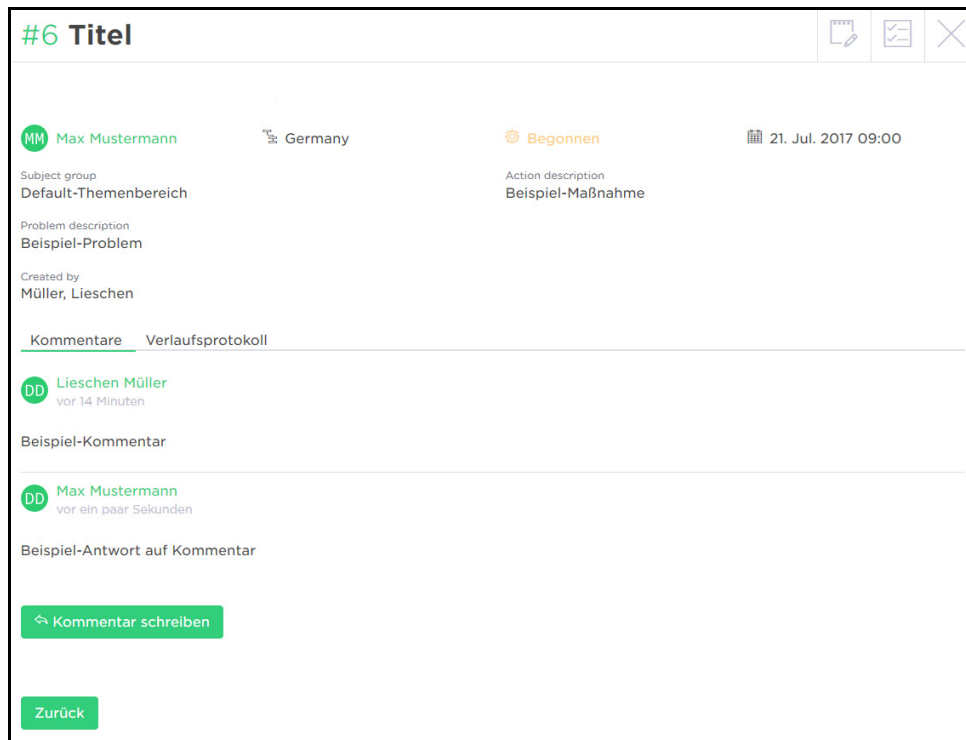 #6 Titel
MM Max Mustermann Germany Begonnen 21. Jul. 2017 09:00
Subject group Action description
Default-Themenbereich Beispiel-Maßnahme
Problem description
Beispiel-Problem
Created by
Müller, Lieschen
Kommentare Verlaufsprotokoll
DD Lieschen Müller
vor 14 Minuten
Beispiel-Kommentar
DD Max Mustermann
vor ein paar Sekunden
Beispiel-Antwort auf Kommentar
Kommentar schreiben
Zurück